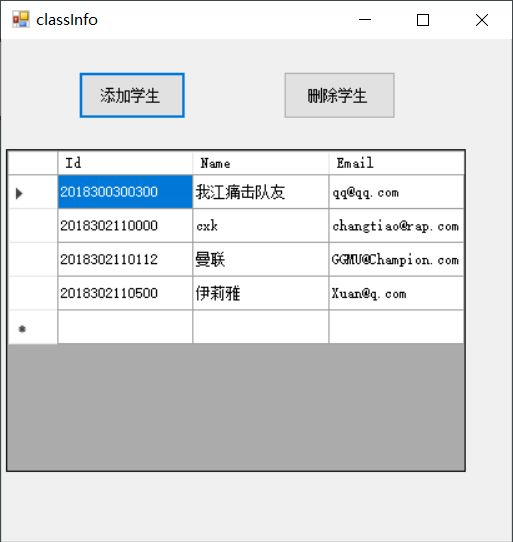 classInfo
添加学生 删除学生
Id Name Email
2018300300300 我江痛击队友 qq@qq.com
2018302110000 cxk changtiao@rap.com
2018302110112 曼联 GGMU@Champion.com
2018302110500 伊莉雅 Xuan@q.com